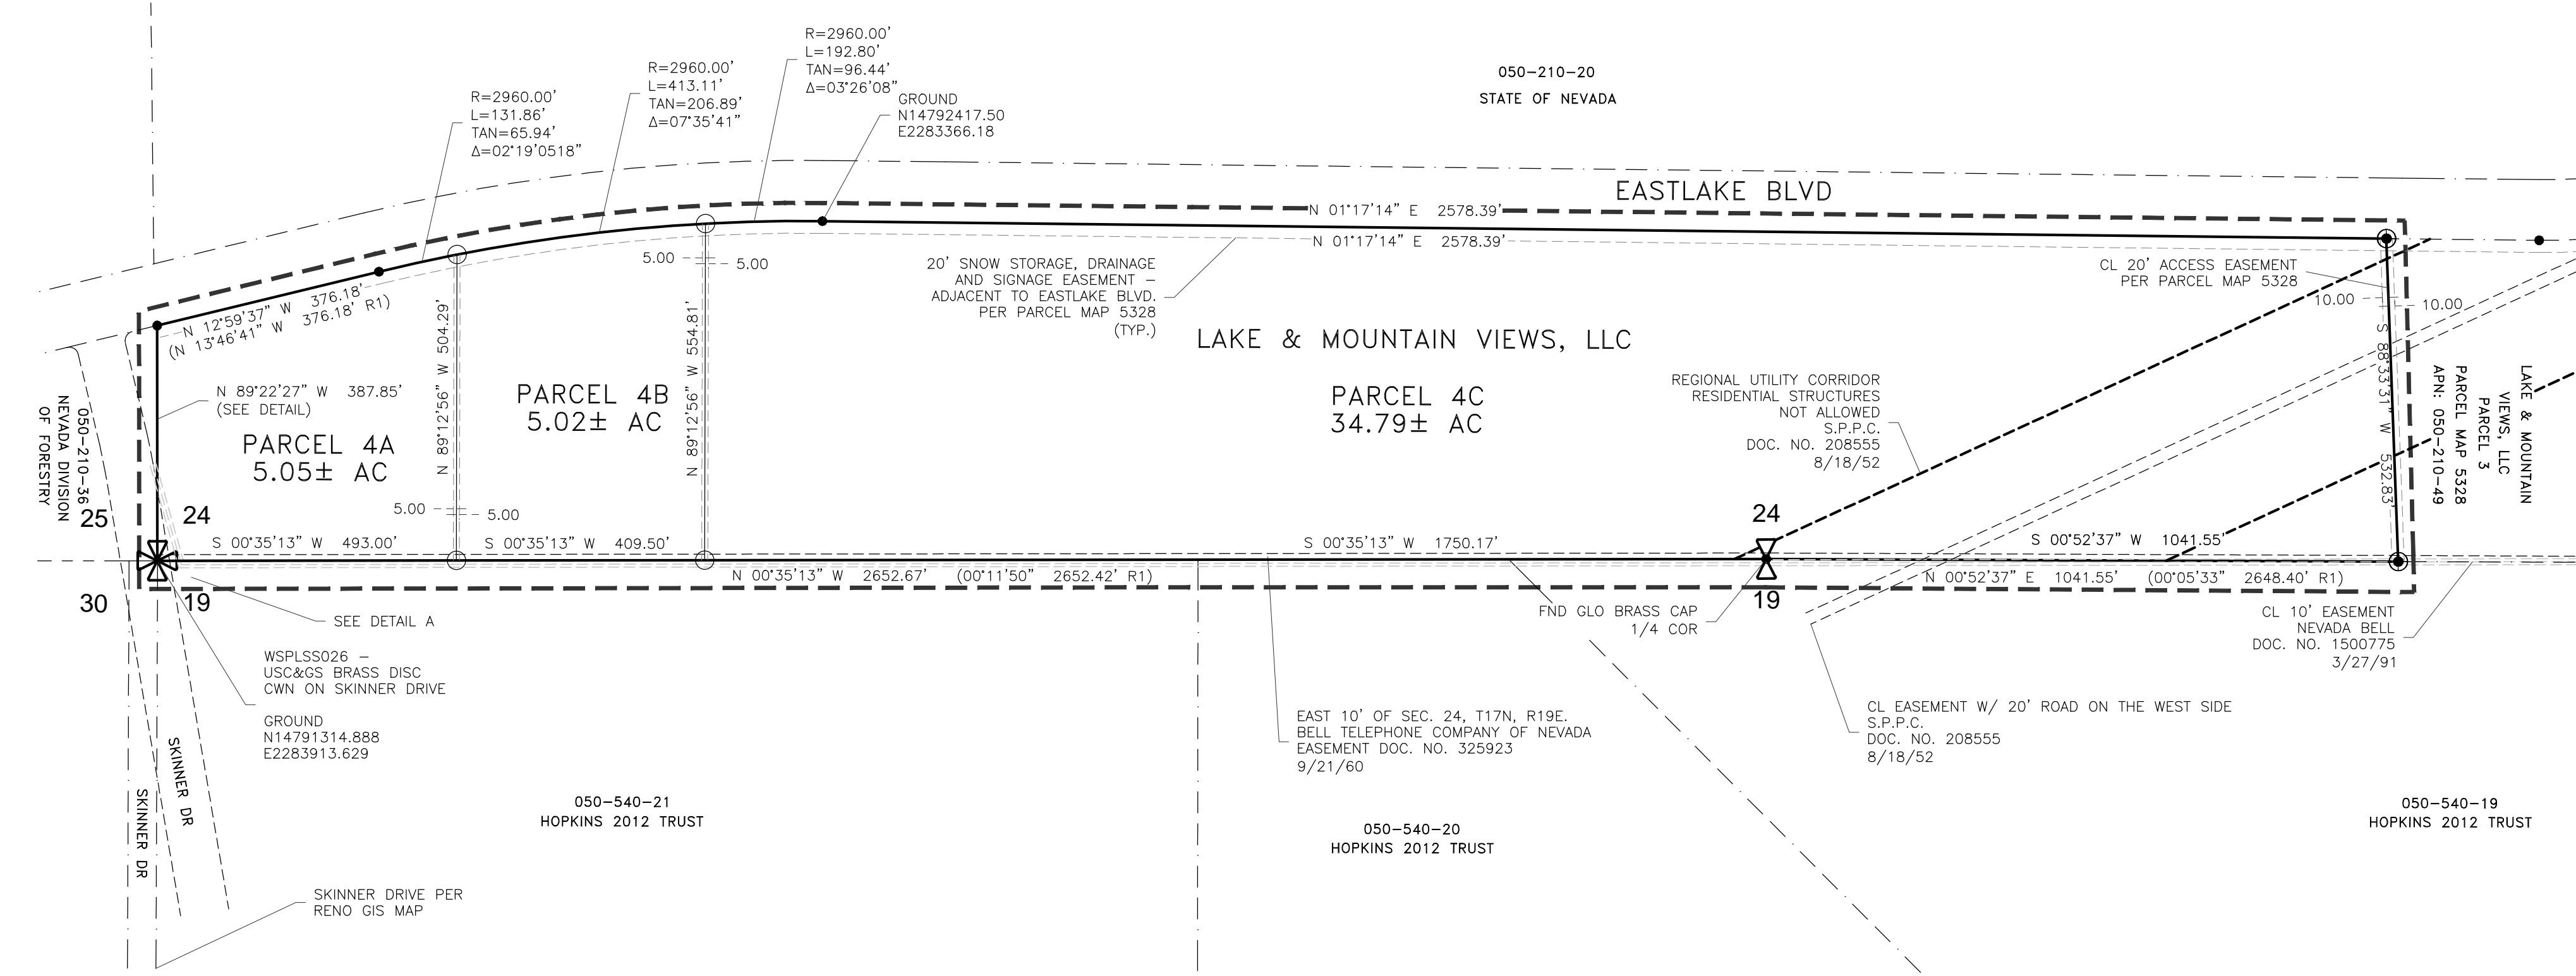 R=2960.00'
L=131.86'
TAN=65.94'
Δ=02°19'0518"
R=2960.00'
L=413.11'
TAN=206.89'
Δ=07°35'41"
R=2960.00'
L=192.80'
TAN=96.44'
Δ=03°26'08"
GROUND
N14792417.50
E2283366.18
050-210-20
STATE OF NEVADA
EASTLAKE BLVD
N 01°17'14" E 2578.39'
N 01°17'14" E 2578.39'
20' SNOW STORAGE, DRAINAGE
AND SIGNAGE EASEMENT -
ADJACENT TO EASTLAKE BLVD.
PER PARCEL MAP 5328
(TYP.)
CL 20' ACCESS EASEMENT
PER PARCEL MAP 5328
10.00
10.00
5.00
5.00
N 12°59'37" W 376.18'
(N 13°46'41" W 376.18' R1)
N 89°22'27" W 387.85'
(SEE DETAIL)
PARCEL 4A
5.05± AC
N 89°12'56" W 504.29'
PARCEL 4B
5.02± AC
N 89°12'56" W 554.81'
LAKE & MOUNTAIN VIEWS, LLC
PARCEL 4C
34.79± AC
REGIONAL UTILITY CORRIDOR
RESIDENTIAL STRUCTURES
NOT ALLOWED
S.P.P.C.
DOC. NO. 208555
8/18/52
S 88°33'31" W 532.83'
LAKE & MOUNTAIN
VIEWS, LLC
PARCEL 3
PARCEL MAP 5328
APN: 050-210-49
050-210-36
NEVADA DIVISION
OF FORESTRY
25
24
5.00
5.00
24
S 00°35'13" W 493.00'
S 00°35'13" W 409.50'
S 00°35'13" W 1750.17'
S 00°52'37" W 1041.55'
N 00°35'13" W 2652.67' (00°11'50" 2652.42' R1)
N 00°52'37" E 1041.55' (00°05'33" 2648.40' R1)
30
19
19
SEE DETAIL A
FND GLO BRASS CAP
1/4 COR
CL 10' EASEMENT
NEVADA BELL
DOC. NO. 1500775
3/27/91
WSPLSS026 -
USC&GS BRASS DISC
CWN ON SKINNER DRIVE
GROUND
N14791314.888
E2283913.629
EAST 10' OF SEC. 24, T17N, R19E.
BELL TELEPHONE COMPANY OF NEVADA
EASEMENT DOC. NO. 325923
9/21/60
CL EASEMENT W/ 20' ROAD ON THE WEST SIDE
S.P.P.C.
DOC. NO. 208555
8/18/52
SKINNER DR
SKINNER DR
050-540-21
HOPKINS 2012 TRUST
050-540-20
HOPKINS 2012 TRUST
050-540-19
HOPKINS 2012 TRUST
SKINNER DRIVE PER
RENO GIS MAP